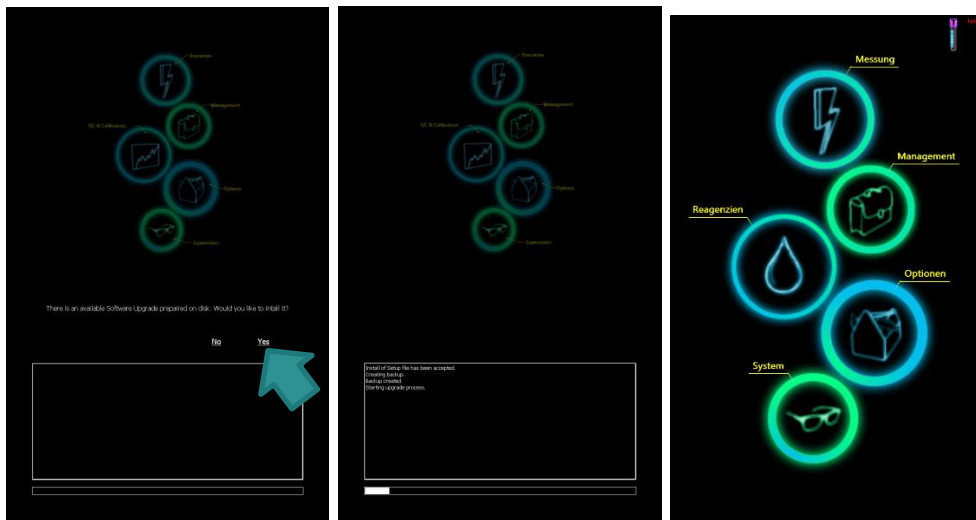 Execution
Management
QC & Calibration
Options
Supervision
There is an available Software Upgrade prepaired on disk. Would you like to intall it?
No
Yes
Execution
Management
QC & Calibration
Options
Supervision
Install of Setup file has been accepted.
Creating backup.
Backup created.
Starting upgrade process.
Messung
Management
Reagenzien
Optionen
System